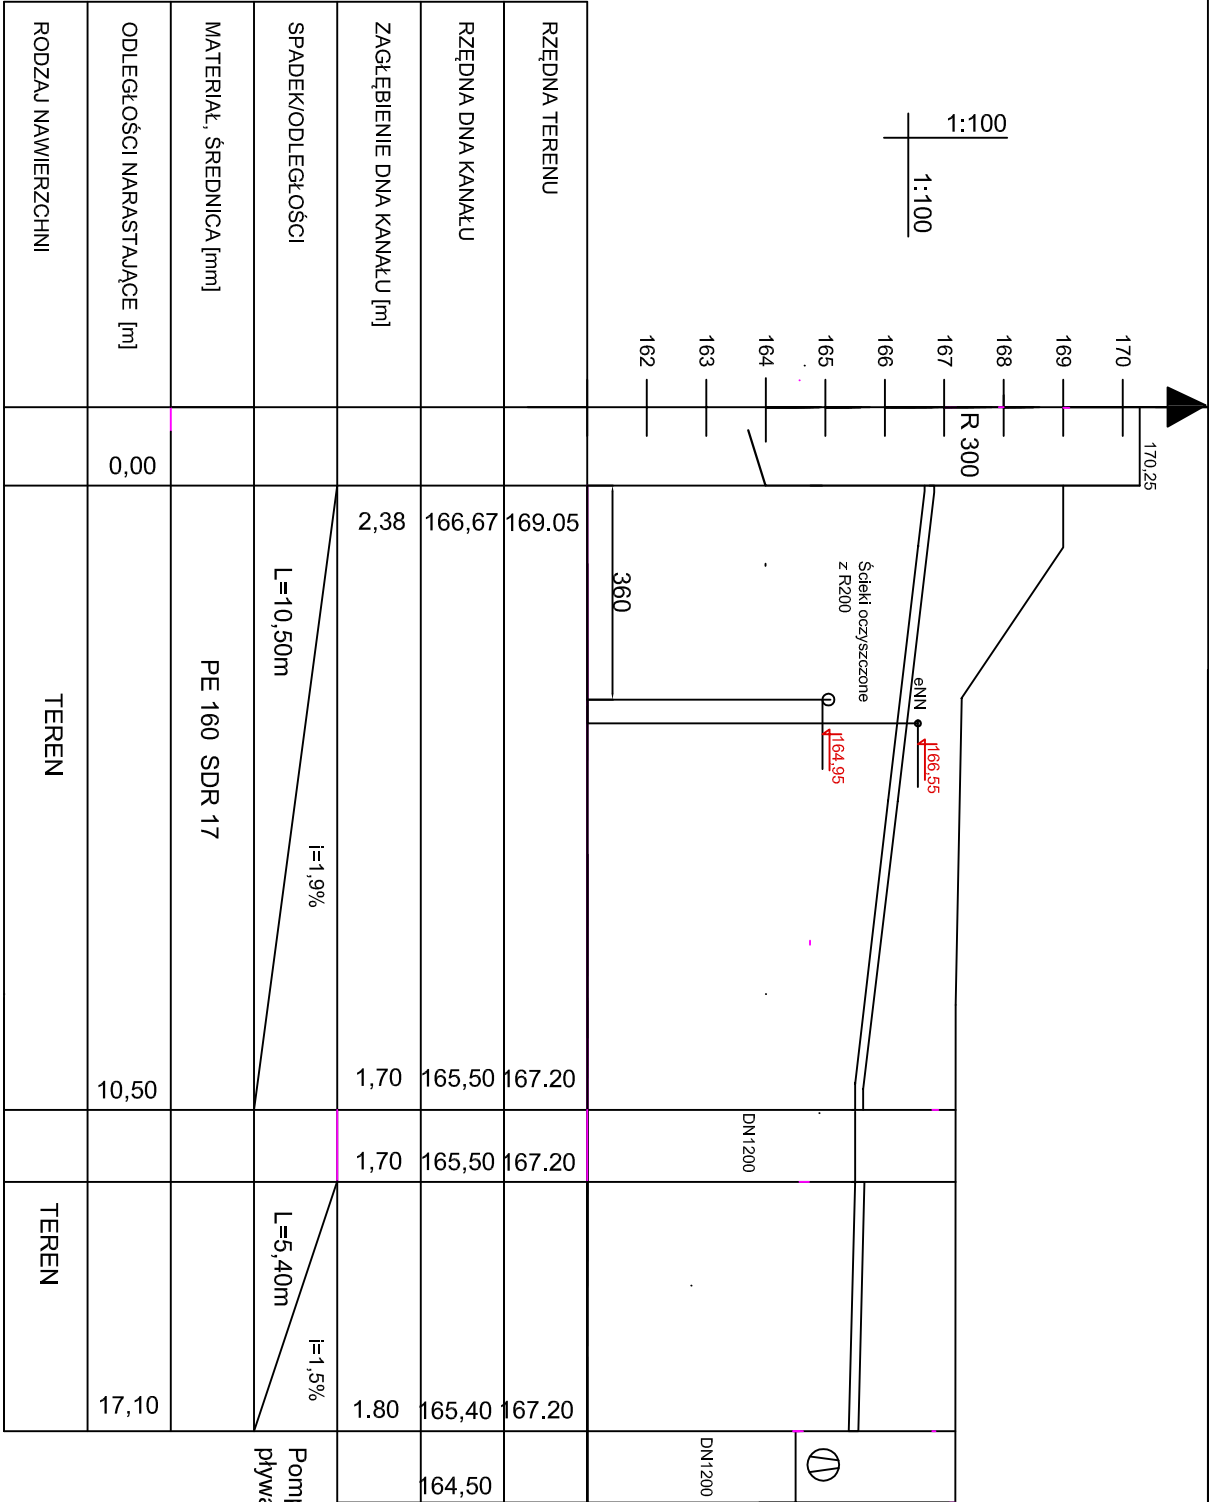 1:100
1:100
170
169
168
167
166
165
164
163
162
170,25
R 300
Ścieki oczyszczone
z R200
eNN
166,55
164,95
360
DN1200
DN1200
RZĘDNA TERENU
169.05
167.20
167.20
167.20
RZĘDNA DNA KANAŁU
166,67
165,50
165,50
165,40
164,50
ZAGŁĘBIENIE DNA KANAŁU [m]
2,38
1,70
1,70
1.80
SPADEK/ODLEGŁOŚCI
L=10,50m
i=1,9%
L=5,40m
i=1,5%
MATERIAŁ, ŚREDNICA [mm]
PE 160 SDR 17
ODLEGŁOŚCI NARASTAJĄCE [m]
0,00
10,50
17,10
RODZAJ NAWIERZCHNI
TEREN
TEREN